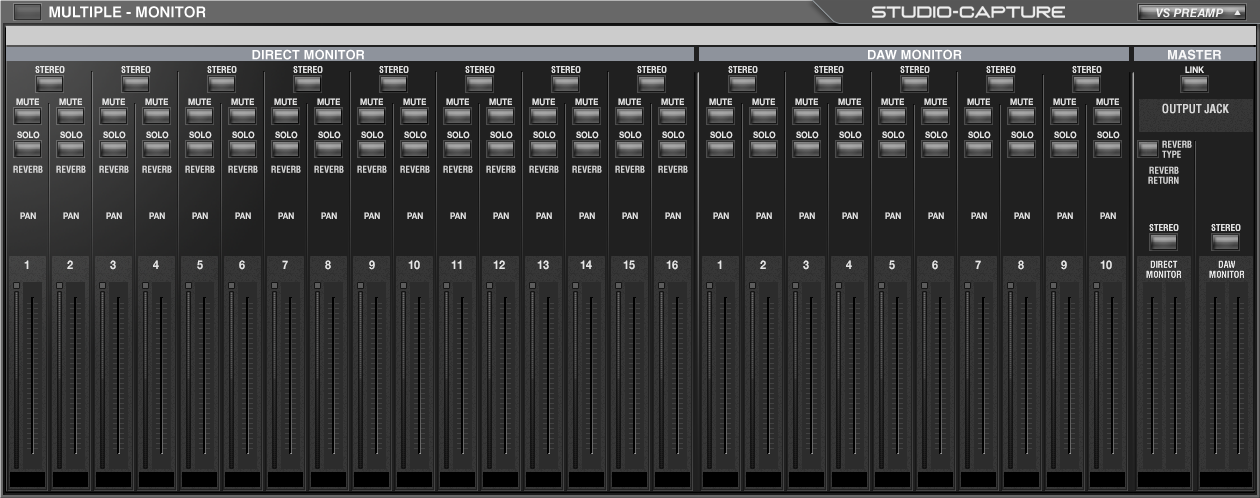 MULTIPLE - MONITOR STUDIO-CAPTURE VS PREAMP
DIRECT MONITOR DAW MONITOR MASTER
STEREO STEREO STEREO STEREO STEREO STEREO STEREO STEREO STEREO STEREO STEREO STEREO STEREO LINK
MUTE MUTE MUTE MUTE MUTE MUTE MUTE MUTE MUTE MUTE MUTE MUTE MUTE MUTE MUTE MUTE MUTE MUTE MUTE MUTE MUTE MUTE MUTE MUTE MUTE MUTE OUTPUT JACK
SOLO SOLO SOLO SOLO SOLO SOLO SOLO SOLO SOLO SOLO SOLO SOLO SOLO SOLO SOLO SOLO SOLO SOLO SOLO SOLO SOLO SOLO SOLO SOLO SOLO SOLO
REVERB
TYPE
REVERB REVERB REVERB REVERB REVERB REVERB REVERB REVERB REVERB REVERB REVERB REVERB REVERB REVERB REVERB REVERB REVERB
RETURN
PAN PAN PAN PAN PAN PAN PAN PAN PAN PAN PAN PAN PAN PAN PAN PAN PAN PAN PAN PAN PAN PAN PAN PAN PAN PAN
STEREO STEREO
1 2 3 4 5 6 7 8 9 10 11 12 13 14 15 16 1 2 3 4 5 6 7 8 9 10 DIRECT DAW
MONITOR MONITOR